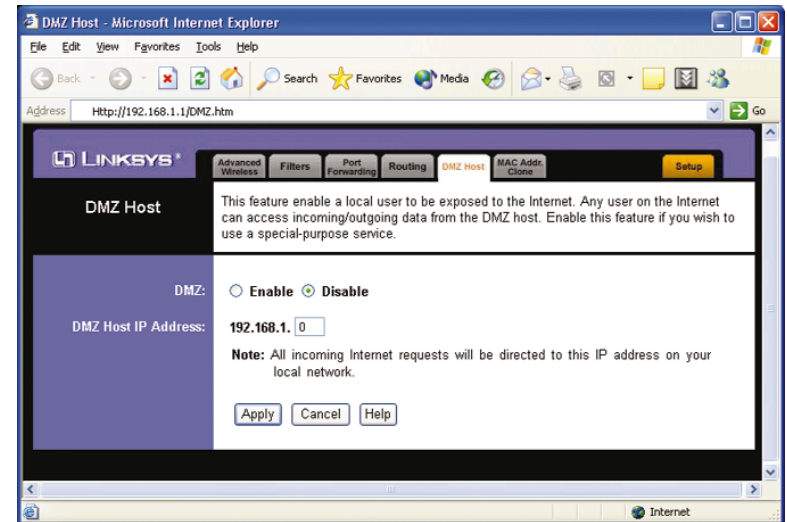 DMZ Host - Microsoft Internet Explorer
File Edit View Favorites Tools Help
Back Search Favorites Media
Address Http://192.168.1.1/DMZ.htm Go
LINKSYS® Advanced Wireless Filters Port Forwarding Routing DMZ Host MAC Addr. Clone Setup
DMZ Host
This feature enable a local user to be exposed to the Internet. Any user on the Internet
can access incoming/outgoing data from the DMZ host. Enable this feature if you wish to
use a special-purpose service.
DMZ: Enable Disable
DMZ Host IP Address: 192.168.1. 0
Note: All incoming Internet requests will be directed to this IP address on your
local network.
Apply Cancel Help
Internet